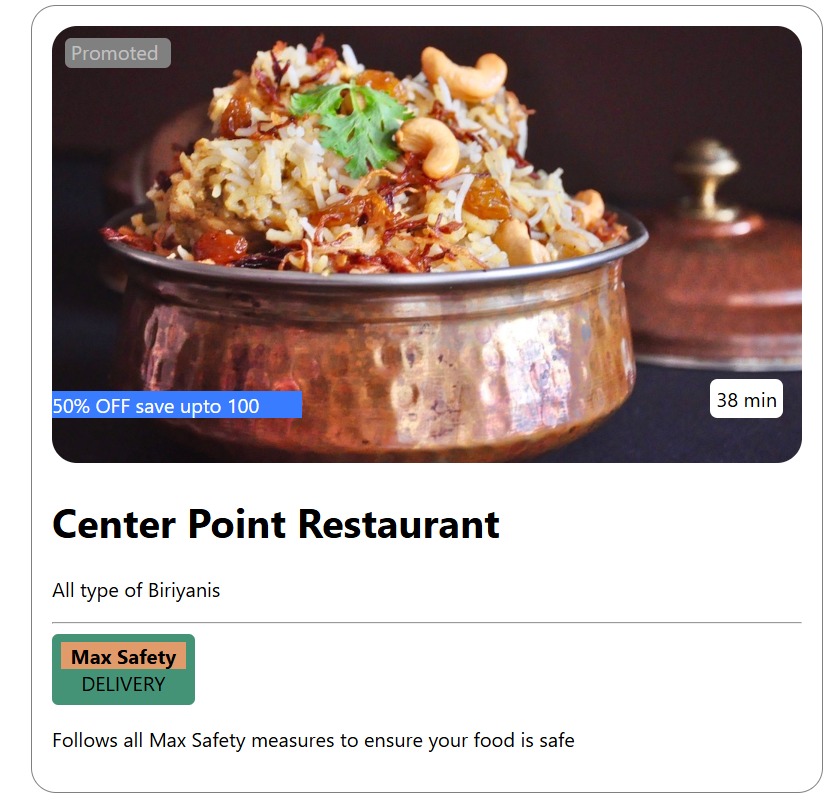 Promoted
50% OFF save upto 100
38 min
Center Point Restaurant
All type of Biriyanis
Max Safety
DELIVERY
Follows all Max Safety measures to ensure your food is safe